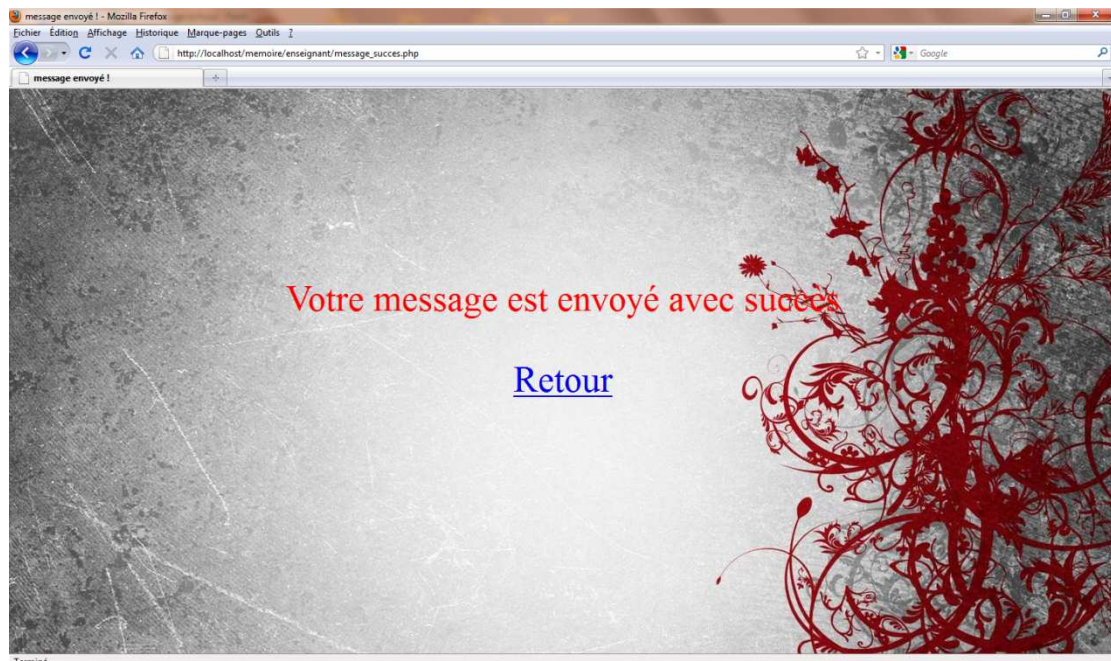 message envoyé ! - Mozilla Firefox
Fichier Édition Affichage Historique Marque-pages Outils ?
http://localhost/memoire/enseignant/message_succes.php
Google
message envoyé !
Votre message est envoyé avec succès
Retour
Terminé